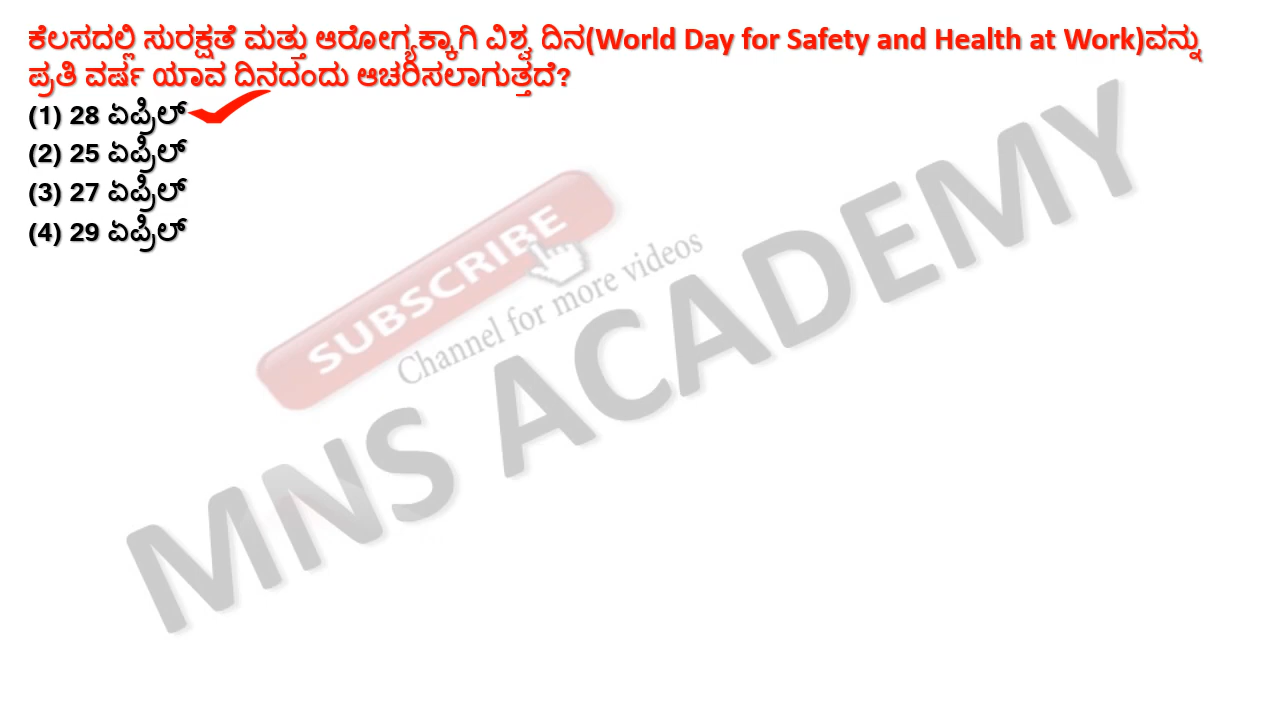 ಕೆಲಸದಲ್ಲಿ ಸುರಕ್ಷತೆ ಮತ್ತು ಆರೋಗ್ಯಕ್ಕಾಗಿ ವಿಶ್ವ ದಿನ(World Day for Safety and Health at Work)ವನ್ನು
ಪ್ರತಿ ವರ್ಷ ಯಾವ ದಿನದಂದು ಆಚರಿಸಲಾಗುತ್ತದೆ?
(1) 28 ಏಪ್ರಿಲ್
(2) 25 ಏಪ್ರಿಲ್
(3) 27 ಏಪ್ರಿಲ್
(4) 29 ಏಪ್ರಿಲ್
SUBSCRIBE
Channel for more videos
MNS ACADEMY